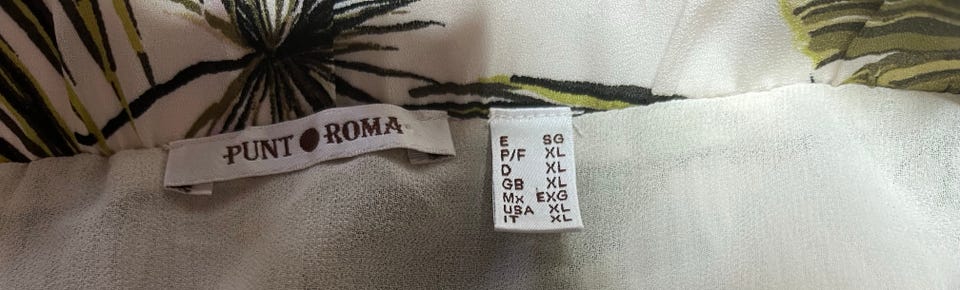 PUNT ROMA
E SG
P/F XL
D XL
GB XL
Mx EXG
USA XL
IT XL